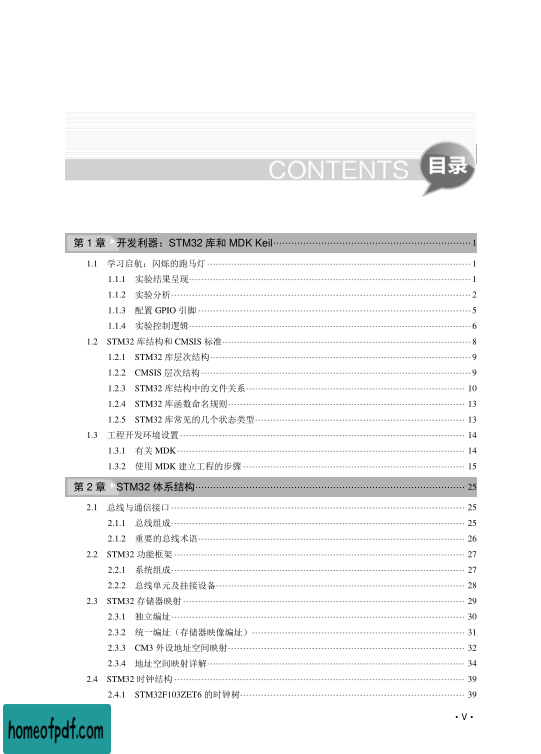 CONTENTS 目录
第 1 章 开发利器：STM32 库和 MDK Keil 1
1.1 学习启航：闪烁的跑马灯 1
1.1.1 实验结果呈现 1
1.1.2 实验分析 2
1.1.3 配置 GPIO 引脚 5
1.1.4 实验控制逻辑 6
1.2 STM32 库结构和 CMSIS 标准 8
1.2.1 STM32 库层次结构 9
1.2.2 CMSIS 层次结构 9
1.2.3 STM32 库结构中的文件关系 10
1.2.4 STM32 库函数命名规则 13
1.2.5 STM32 库常见的几个状态类型 13
1.3 工程开发环境设置 14
1.3.1 有关 MDK 14
1.3.2 使用 MDK 建立工程的步骤 15
第 2 章 STM32 体系结构 25
2.1 总线与通信接口 25
2.1.1 总线组成 25
2.1.2 重要的总线术语 26
2.2 STM32 功能框架 27
2.2.1 系统组成 27
2.2.2 总线单元及挂接设备 28
2.3 STM32 存储器映射 29
2.3.1 独立编址 30
2.3.2 统一编址（存储器映像编址） 31
2.3.3 CM3 外设地址空间映射 32
2.3.4 地址空间映射详解 34
2.4 STM32 时钟结构 39
2.4.1 STM32F103ZET6 的时钟树 39
· V ·
homeofpdf.com